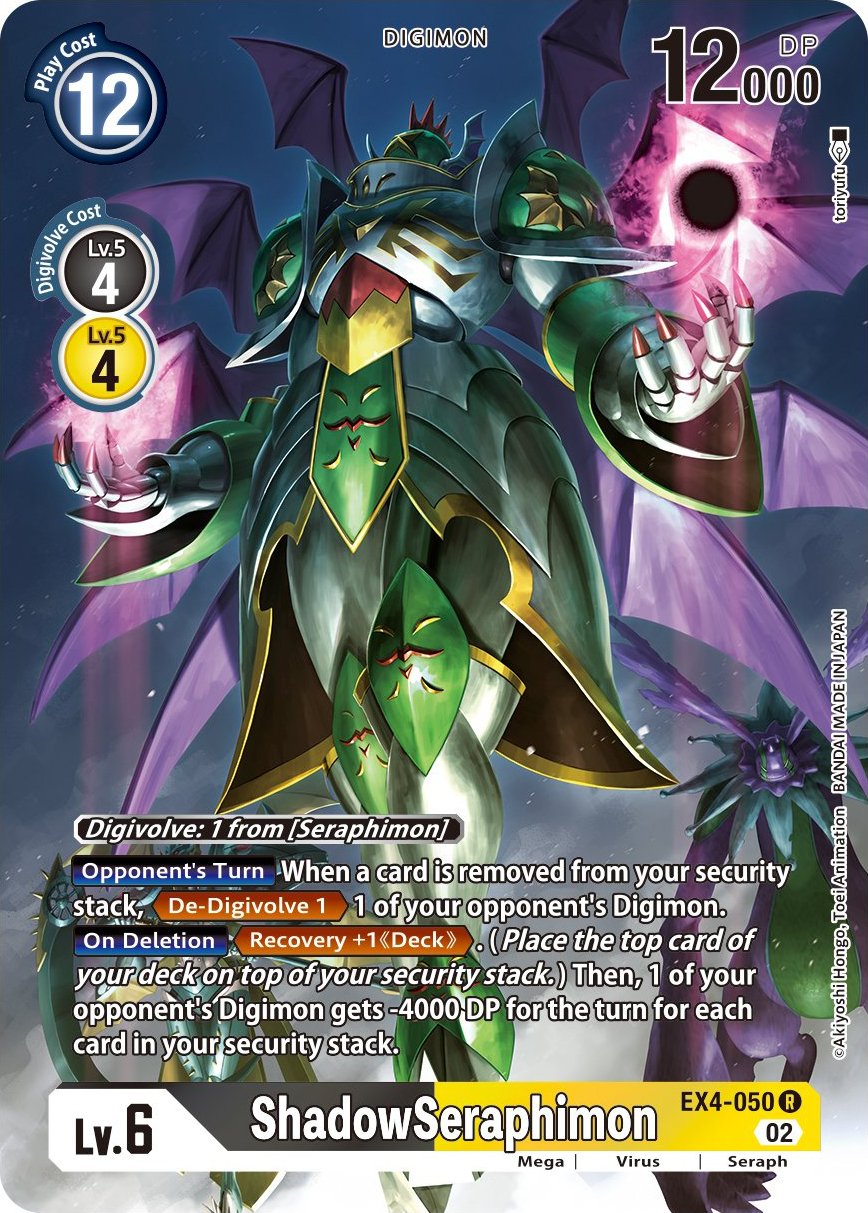 DIGIMON
Play Cost
12
12000
DP
Digivolve Cost
Lv.5
4
Lv.5
4
toriyufu
©Akiyoshi Hongo, Toei Animation BANDAI MADE IN JAPAN
Digivolve: 1 from [Seraphimon]
Opponent's Turn When a card is removed from your security
stack, De-Digivolve 1 1 of your opponent's Digimon.
On Deletion Recovery +1《Deck》. (Place the top card of
your deck on top of your security stack.) Then, 1 of your
opponent's Digimon gets -4000 DP for the turn for each
card in your security stack.
Lv.6
ShadowSeraphimon
EX4-050 R
02
Mega | Virus | Seraph